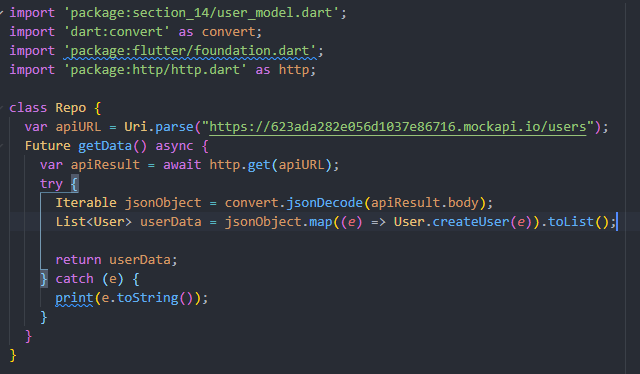 import 'package:section_14/user_model.dart';
import 'dart:convert' as convert;
import 'package:flutter/foundation.dart';
import 'package:http/http.dart' as http;
class Repo {
var apiURL = Uri.parse("https://623ada282e056d1037e86716.mockapi.io/users");
Future getData() async {
var apiResult = await http.get(apiURL);
try {
Iterable jsonObject = convert.jsonDecode(apiResult.body);
List<User> userData = jsonObject.map((e) => User.createUser(e)).toList();
return userData;
} catch (e) {
print(e.toString());
}
}
}